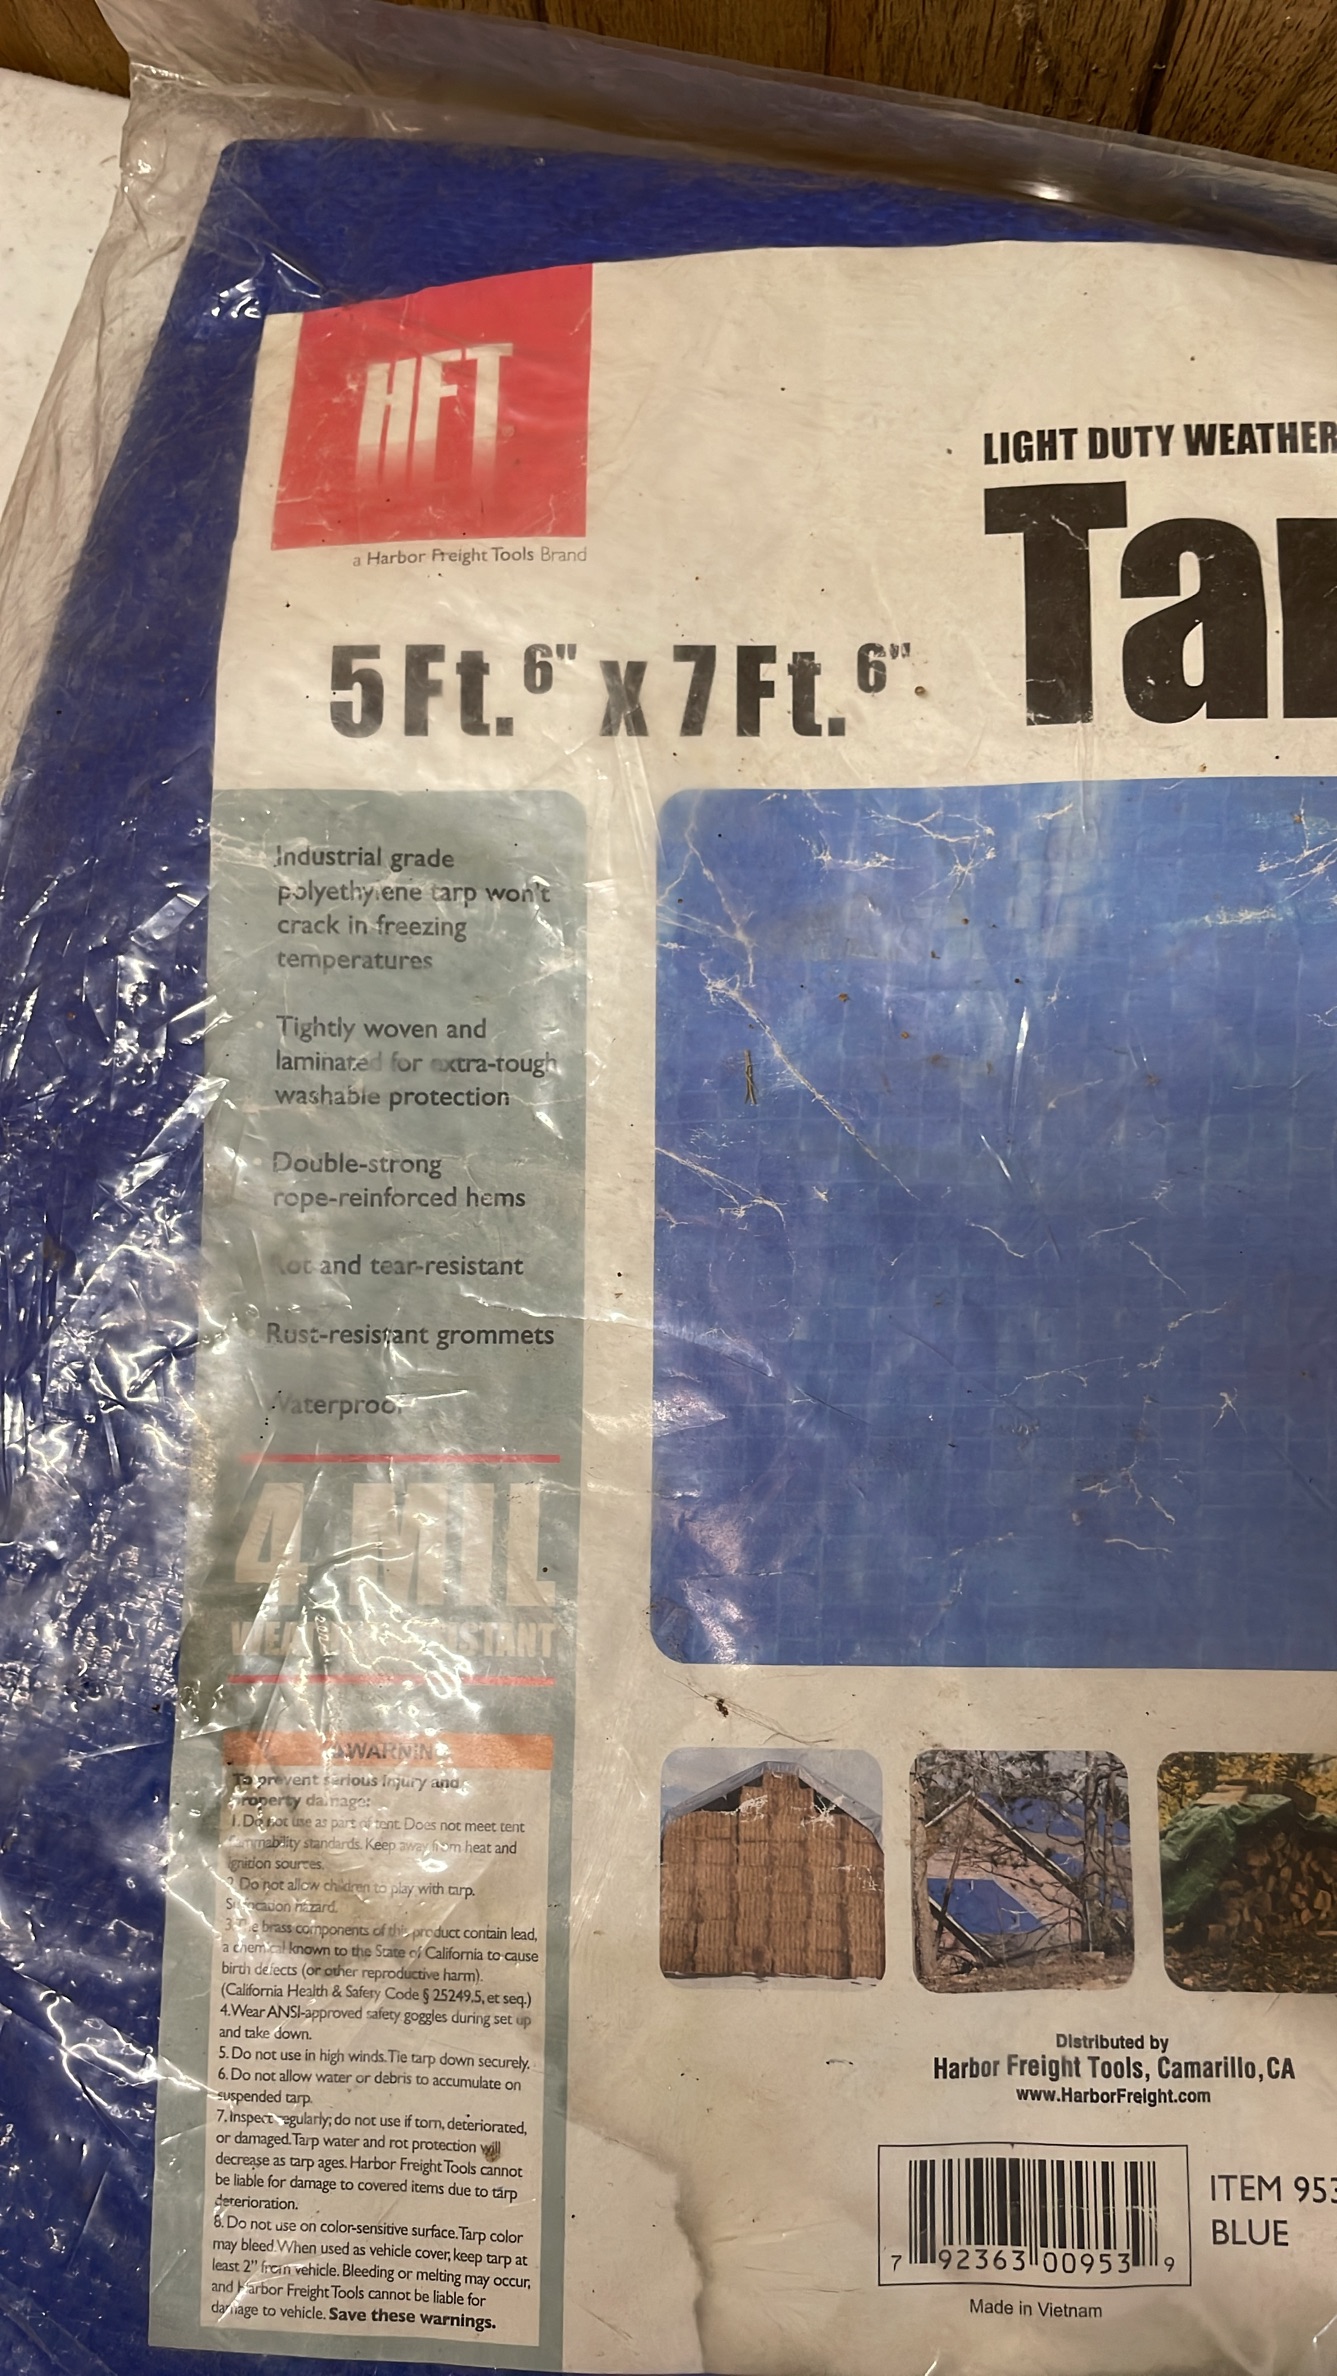 HFT
a Harbor Freight Tools Brand
LIGHT DUTY WEATHER
Tar
5 Ft. 6" x 7 Ft. 6"
Industrial grade
polyethylene tarp won't
crack in freezing
temperatures
Tightly woven and
laminated for extra-tough
washable protection
Double-strong
rope-reinforced hems
and tear-resistant
Rust-resistant grommets
Waterproof
4 MIL
WARNING
To prevent serious injury and
property damage:
1. Do not use as part of tent. Does not meet tent
flammability standards. Keep away from heat and
ignition sources.
2. Do not allow children to play with tarp.
Suffocation hazard.
3. The brass components of this product contain lead,
a chemical known to the State of California to cause
birth defects (or other reproductive harm).
(California Health & Safety Code § 25249.5, et seq.)
4. Wear ANSI-approved safety goggles during set up
and take down.
5. Do not use in high winds. Tie tarp down securely.
6. Do not allow water or debris to accumulate on
suspended tarp.
7. Inspect regularly; do not use if torn, deteriorated,
or damaged. Tarp water and rot protection will
decrease as tarp ages. Harbor Freight Tools cannot
be liable for damage to covered items due to tarp
deterioration.
8. Do not use on color-sensitive surface. Tarp color
may bleed. When used as vehicle cover, keep tarp at
least 2" from vehicle. Bleeding or melting may occur,
and Harbor Freight Tools cannot be liable for
damage to vehicle. Save these warnings.
Distributed by
Harbor Freight Tools, Camarillo, CA
www.HarborFreight.com
ITEM 953
BLUE
7 92363 00953 9
Made in Vietnam